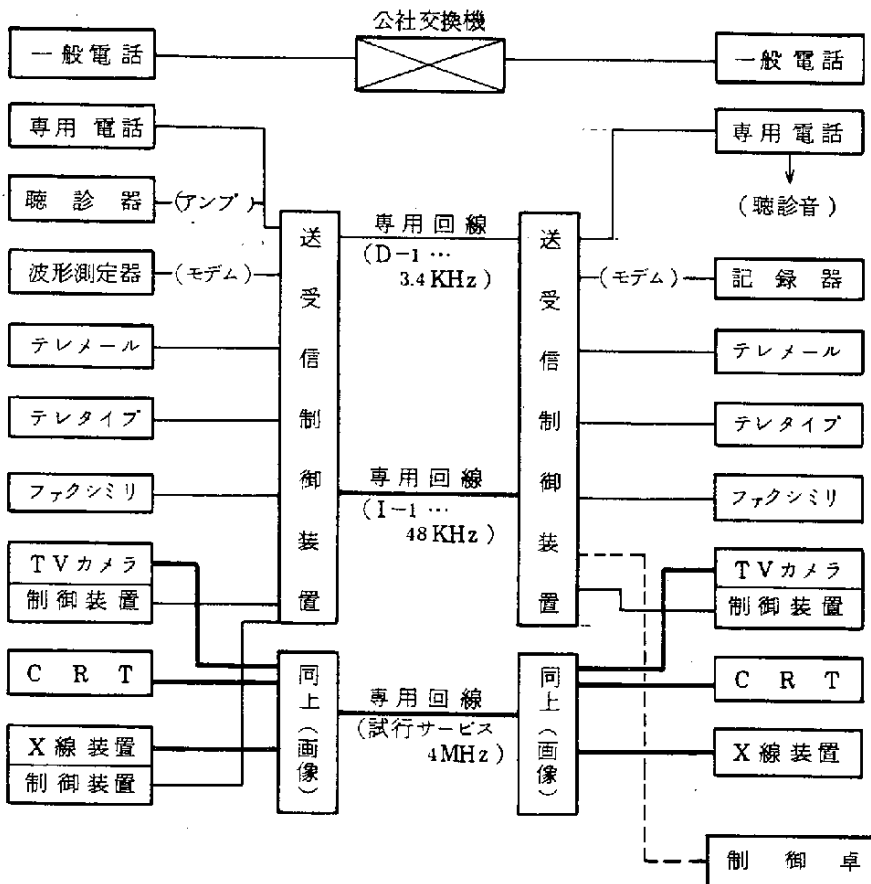 公社交換機
一般電話
一般電話
専用電話
専用電話
聴診器
(アンプ)
(聴診音)
波形測定器
(モデム)
送受信制御装置
専用回線
(D-1 …
3.4KHz)
送受信制御装置
(モデム)
記録器
テレメール
テレメール
テレタイプ
テレタイプ
ファクシミリ
専用回線
(I-1 …
48KHz)
ファクシミリ
TVカメラ
制御装置
TVカメラ
制御装置
CRT
同上(画像)
専用回線
(試行サービス
4MHz)
同上(画像)
CRT
X線装置
制御装置
X線装置
制御卓